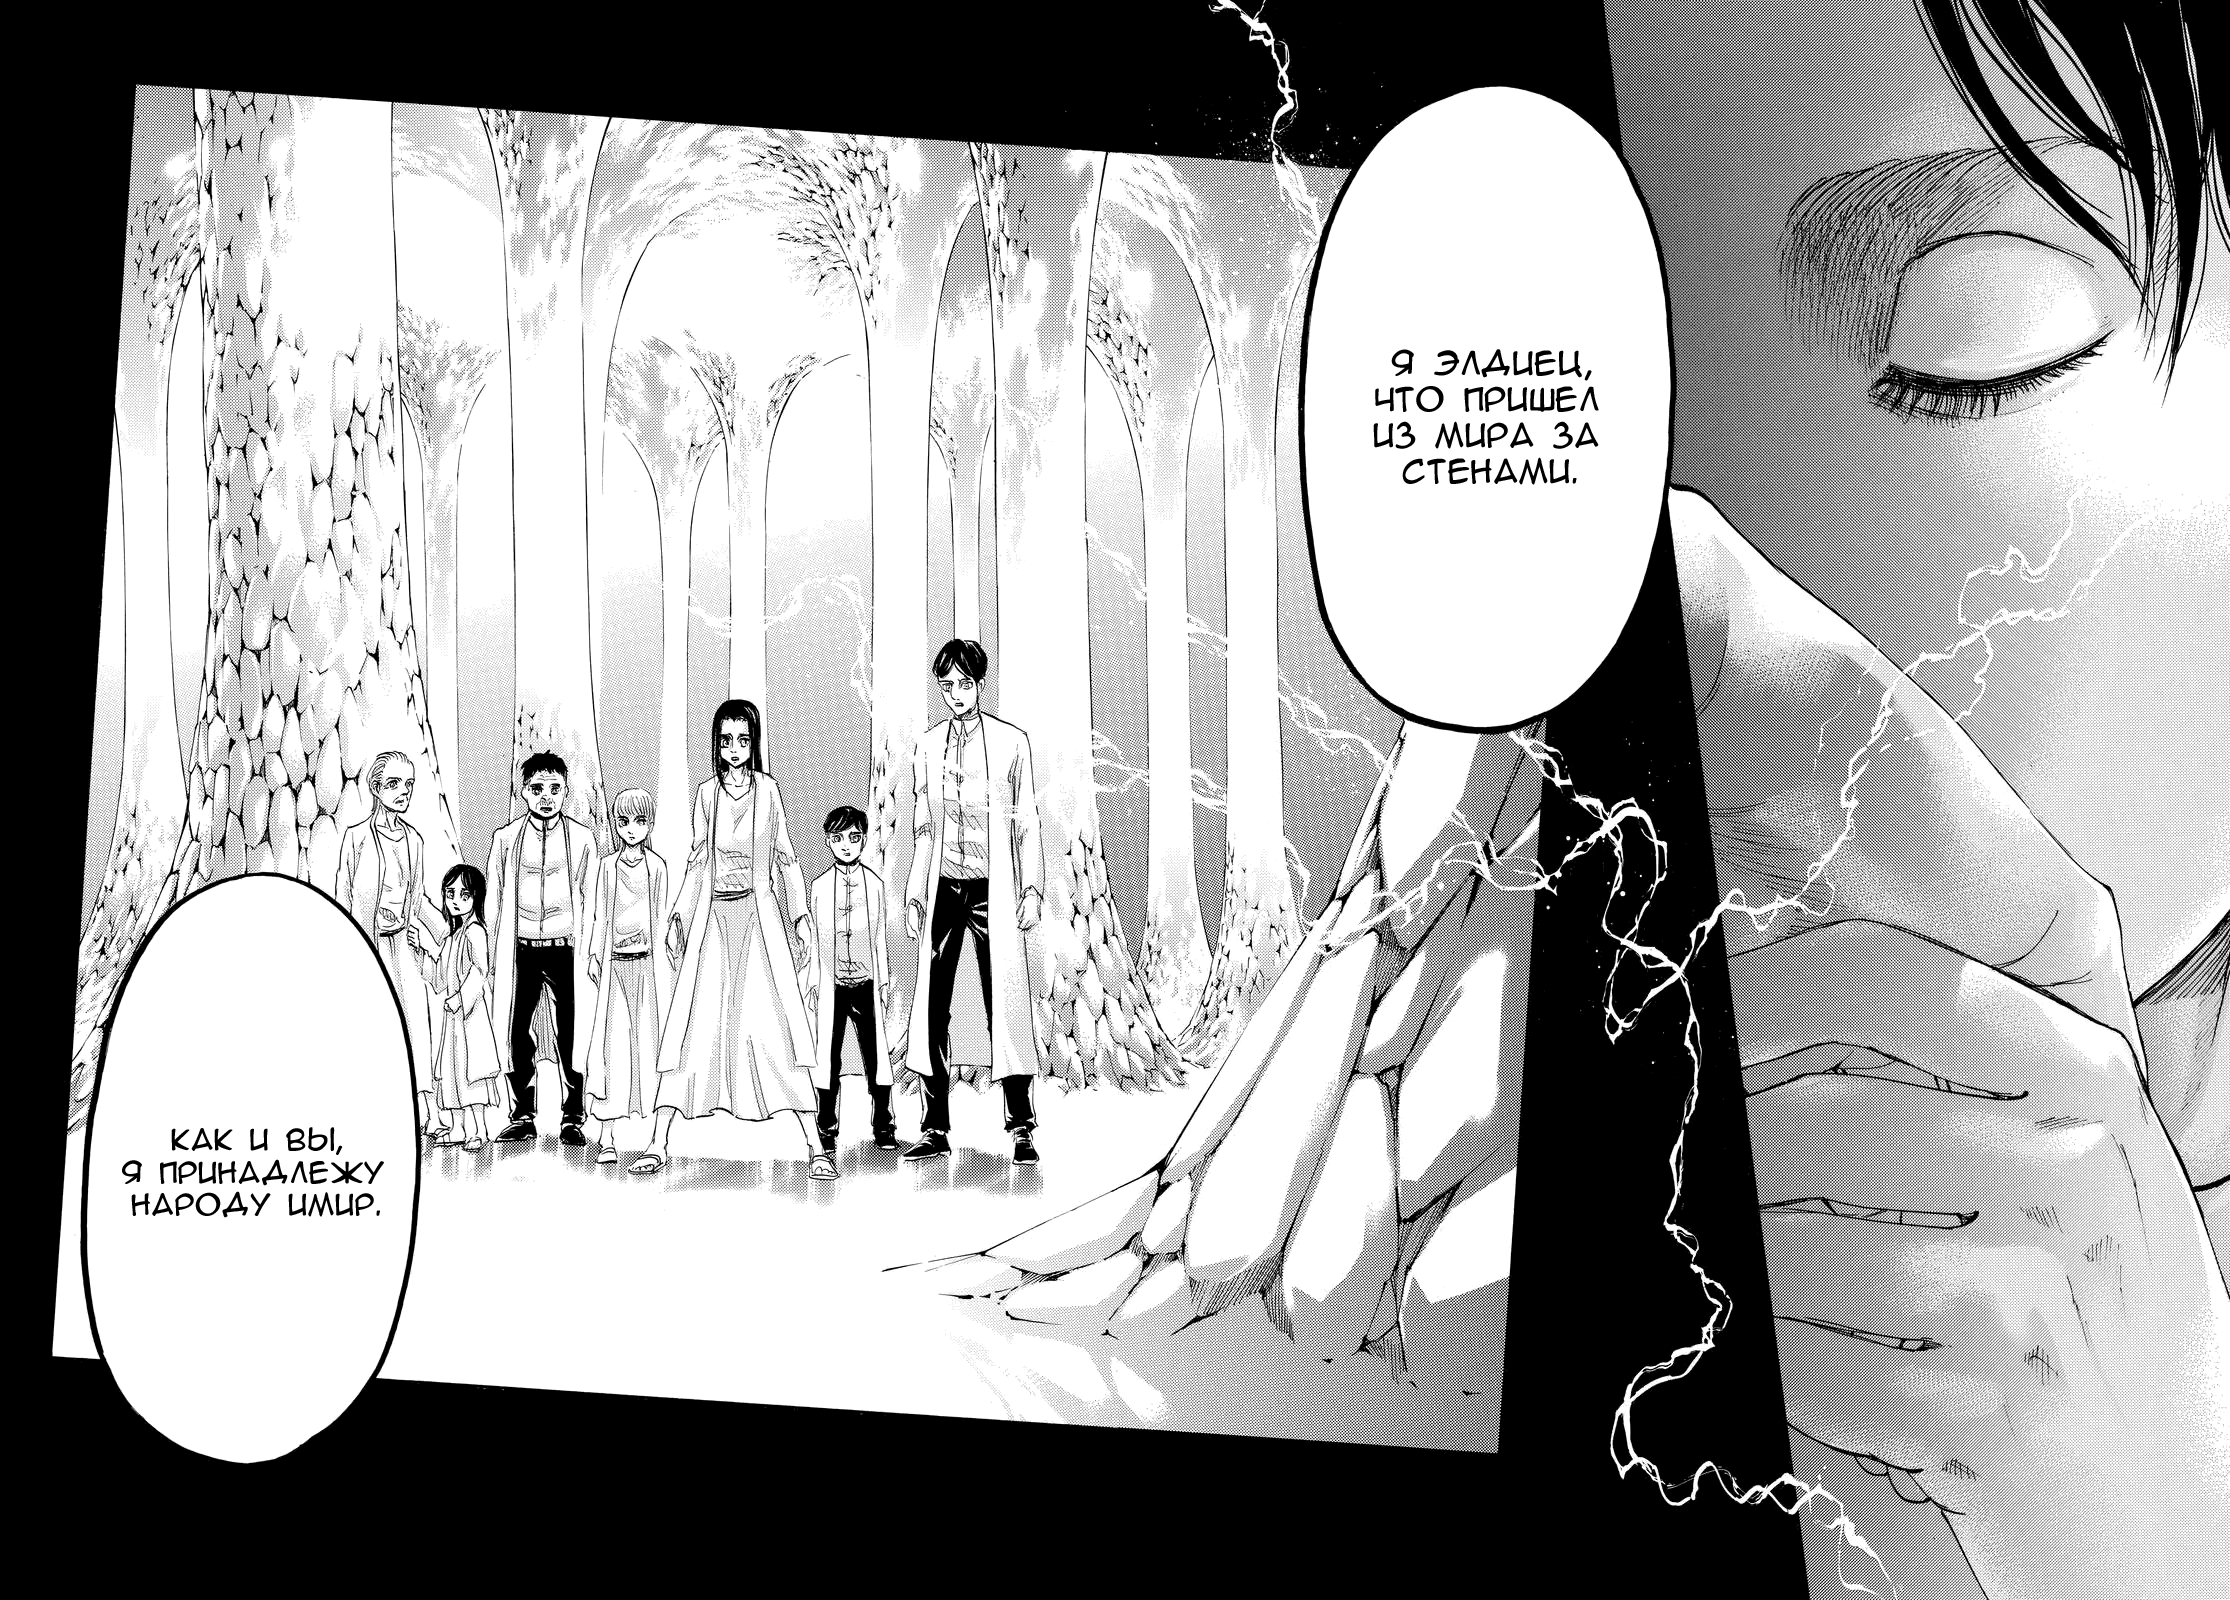 Я ЭЛДИЕЦ,
ЧТО ПРИШЕЛ
ИЗ МИРА ЗА
СТЕНАМИ.
КАК И ВЫ,
Я ПРИНАДЛЕЖУ
НАРОДУ ИМИР.